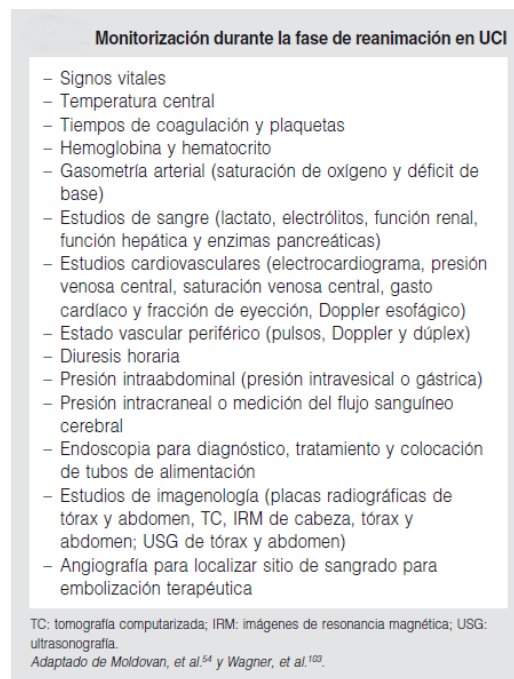 Monitorización durante la fase de reanimación en UCI
– Signos vitales
– Temperatura central
– Tiempos de coagulación y plaquetas
– Hemoglobina y hematocrito
– Gasometría arterial (saturación de oxígeno y déficit de
base)
– Estudios de sangre (lactato, electrólitos, función renal,
función hepática y enzimas pancreáticas)
– Estudios cardiovasculares (electrocardiograma, presión
venosa central, saturación venosa central, gasto
cardíaco y fracción de eyección, Doppler esofágico)
– Estado vascular periférico (pulsos, Doppler y dúplex)
– Diuresis horaria
– Presión intraabdominal (presión intravesical o gástrica)
– Presión intracraneal o medición del flujo sanguíneo
cerebral
– Endoscopia para diagnóstico, tratamiento y colocación
de tubos de alimentación
– Estudios de imagenología (placas radiográficas de
tórax y abdomen, TC, IRM de cabeza, tórax y
abdomen; USG de tórax y abdomen)
– Angiografía para localizar sitio de sangrado para
embolización terapéutica
TC: tomografía computarizada; IRM: imágenes de resonancia magnética; USG:
ultrasonografía.
Adaptado de Moldovan, et al.54 y Wagner, et al.103.